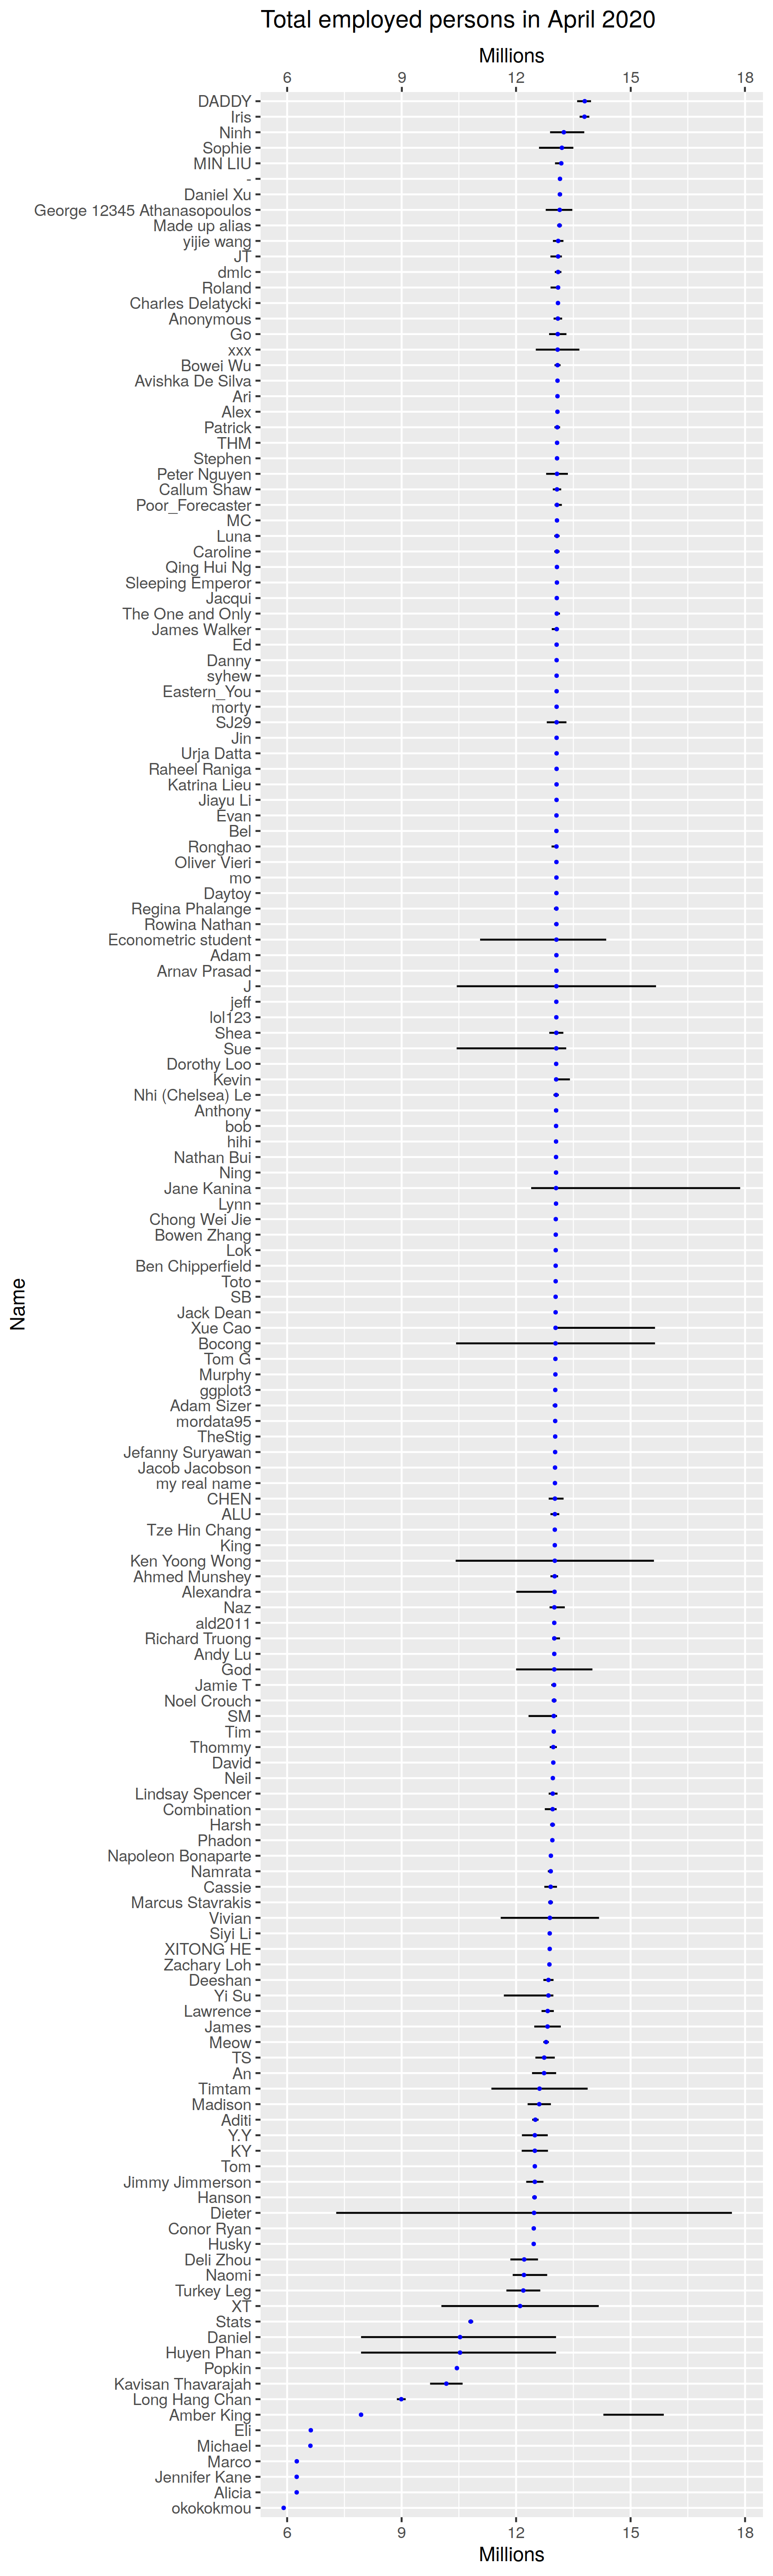 Total employed persons in April 2020
Millions
6 9 12 15 18
DADDY
Iris
Ninh
Sophie
MIN LIU
-
Daniel Xu
George 12345 Athanasopoulos
Made up alias
yijie wang
JT
dmlc
Roland
Charles Delatycki
Anonymous
Go
xxx
Bowei Wu
Avishka De Silva
Ari
Alex
Patrick
THM
Stephen
Peter Nguyen
Callum Shaw
Poor_Forecaster
MC
Luna
Caroline
Qing Hui Ng
Sleeping Emperor
Jacqui
The One and Only
James Walker
Ed
Danny
syhew
Eastern_You
morty
SJ29
Jin
Urja Datta
Raheel Raniga
Katrina Lieu
Jiayu Li
Evan
Bel
Ronghao
Oliver Vieri
mo
Daytoy
Regina Phalange
Rowina Nathan
Econometric student
Adam
Arnav Prasad
J
jeff
lol123
Shea
Sue
Dorothy Loo
Kevin
Nhi (Chelsea) Le
Anthony
bob
hihi
Nathan Bui
Ning
Jane Kanina
Lynn
Chong Wei Jie
Bowen Zhang
Lok
Ben Chipperfield
Toto
SB
Jack Dean
Xue Cao
Bocong
Tom G
Murphy
ggplot3
Adam Sizer
mordata95
TheStig
Jefanny Suryawan
Jacob Jacobson
my real name
CHEN
ALU
Tze Hin Chang
King
Ken Yoong Wong
Ahmed Munshey
Alexandra
Naz
ald2011
Richard Truong
Andy Lu
God
Jamie T
Noel Crouch
SM
Tim
Thommy
David
Neil
Lindsay Spencer
Combination
Harsh
Phadon
Napoleon Bonaparte
Namrata
Cassie
Marcus Stavrakis
Vivian
Siyi Li
XITONG HE
Zachary Loh
Deeshan
Yi Su
Lawrence
James
Meow
TS
An
Timtam
Madison
Aditi
Y.Y
KY
Tom
Jimmy Jimmerson
Hanson
Dieter
Conor Ryan
Husky
Deli Zhou
Naomi
Turkey Leg
XT
Stats
Daniel
Huyen Phan
Popkin
Kavisan Thavarajah
Long Hang Chan
Amber King
Eli
Michael
Marco
Jennifer Kane
Alicia
okokokmou
Name
6 9 12 15 18
Millions